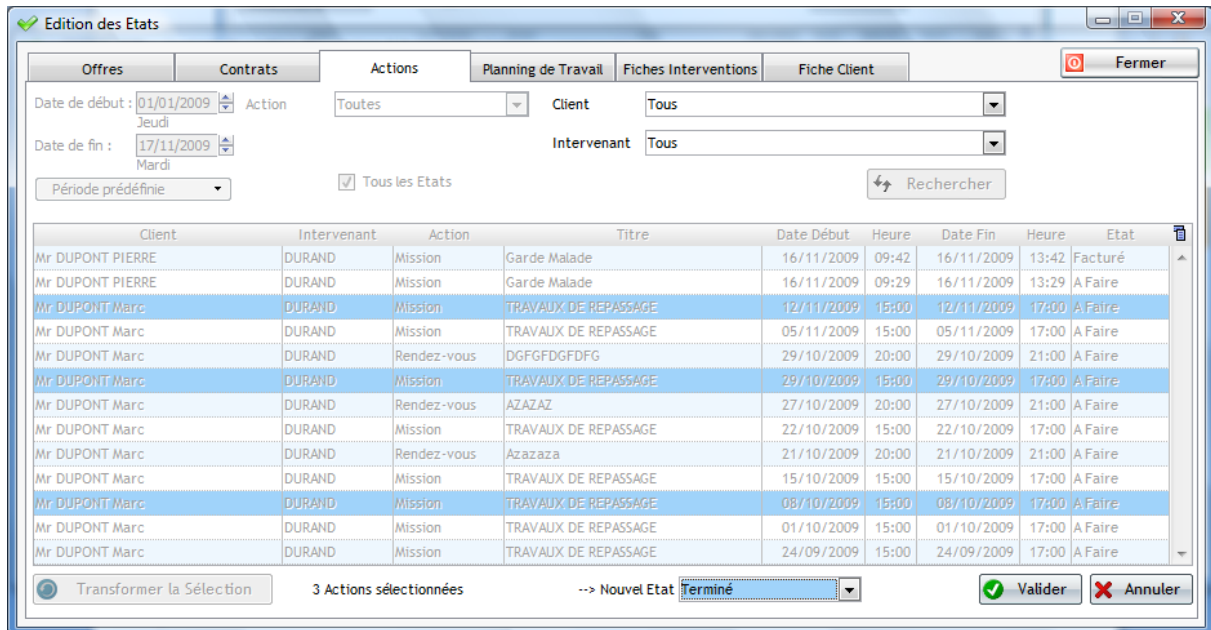 Edition des Etats
Offres Contrats Actions Planning de Travail Fiches Interventions Fiche Client Fermer
Date de début : 01/01/2009 Action Toutes Client Tous
Jeudi
Date de fin : 17/11/2009 Intervenant Tous
Mardi
Période prédéfinie Tous les Etats Rechercher
Client Intervenant Action Titre Date Début Heure Date Fin Heure Etat
Mr DUPONT PIERRE DURAND Mission Garde Malade 16/11/2009 09:42 16/11/2009 13:42 Facturé
Mr DUPONT PIERRE DURAND Mission Garde Malade 16/11/2009 09:29 16/11/2009 13:29 A Faire
Mr DUPONT Marc DURAND Mission TRAVAUX DE REPASSAGE 12/11/2009 15:00 12/11/2009 17:00 A Faire
Mr DUPONT Marc DURAND Mission TRAVAUX DE REPASSAGE 05/11/2009 15:00 05/11/2009 17:00 A Faire
Mr DUPONT Marc DURAND Rendez-vous DGFGFDGFDFG 29/10/2009 20:00 29/10/2009 21:00 A Faire
Mr DUPONT Marc DURAND Mission TRAVAUX DE REPASSAGE 29/10/2009 15:00 29/10/2009 17:00 A Faire
Mr DUPONT Marc DURAND Rendez-vous AZAZAZ 27/10/2009 20:00 27/10/2009 21:00 A Faire
Mr DUPONT Marc DURAND Mission TRAVAUX DE REPASSAGE 22/10/2009 15:00 22/10/2009 17:00 A Faire
Mr DUPONT Marc DURAND Rendez-vous Azazaza 21/10/2009 20:00 21/10/2009 21:00 A Faire
Mr DUPONT Marc DURAND Mission TRAVAUX DE REPASSAGE 15/10/2009 15:00 15/10/2009 17:00 A Faire
Mr DUPONT Marc DURAND Mission TRAVAUX DE REPASSAGE 08/10/2009 15:00 08/10/2009 17:00 A Faire
Mr DUPONT Marc DURAND Mission TRAVAUX DE REPASSAGE 01/10/2009 15:00 01/10/2009 17:00 A Faire
Mr DUPONT Marc DURAND Mission TRAVAUX DE REPASSAGE 24/09/2009 15:00 24/09/2009 17:00 A Faire
Transformer la Sélection 3 Actions sélectionnées --> Nouvel Etat Terminé Valider Annuler